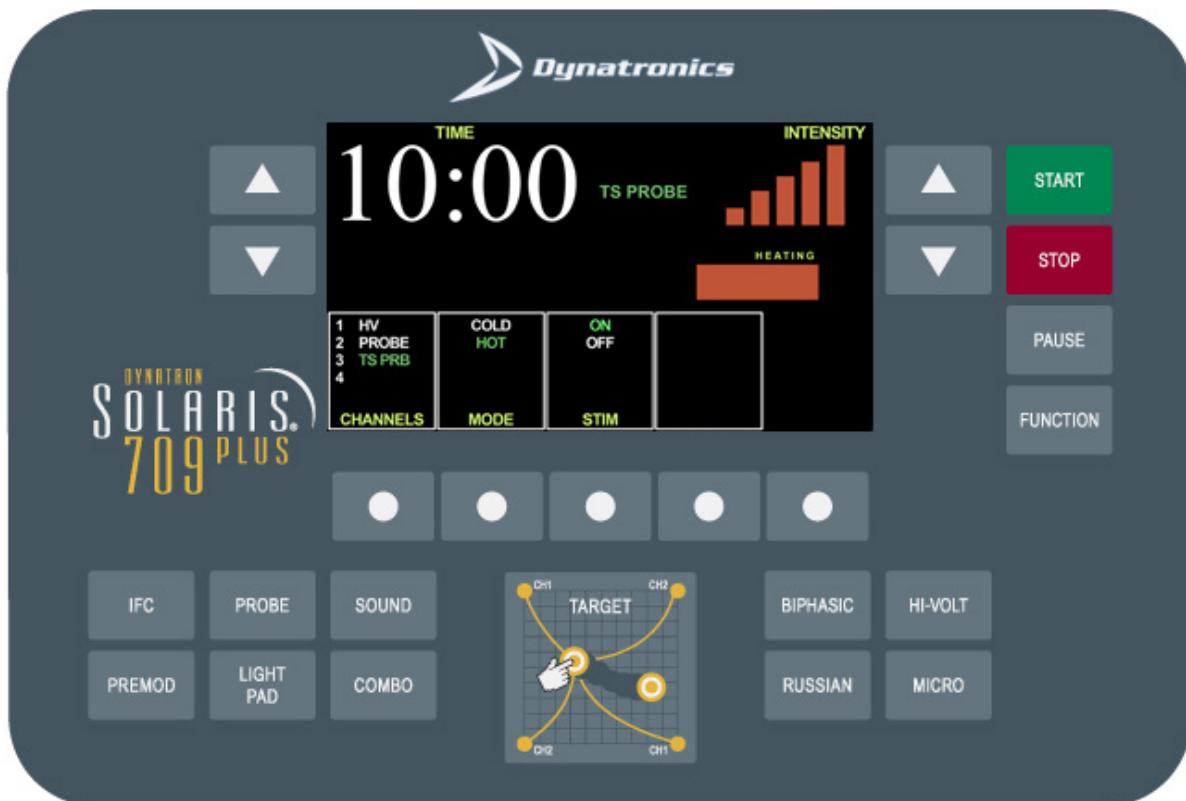 Dynatronics
TIME
INTENSITY
10:00
TS PROBE
HEATING
1 HV
2 PROBE
3 TS PRB
4
CHANNELS
COLD
HOT
MODE
ON
OFF
STIM
START
STOP
PAUSE
FUNCTION
DYNATRON
SOLARIS®
709 PLUS
IFC
PROBE
SOUND
PREMOD
LIGHT
PAD
COMBO
CH1
CH2
TARGET
CH2
CH1
BIPHASIC
HI-VOLT
RUSSIAN
MICRO